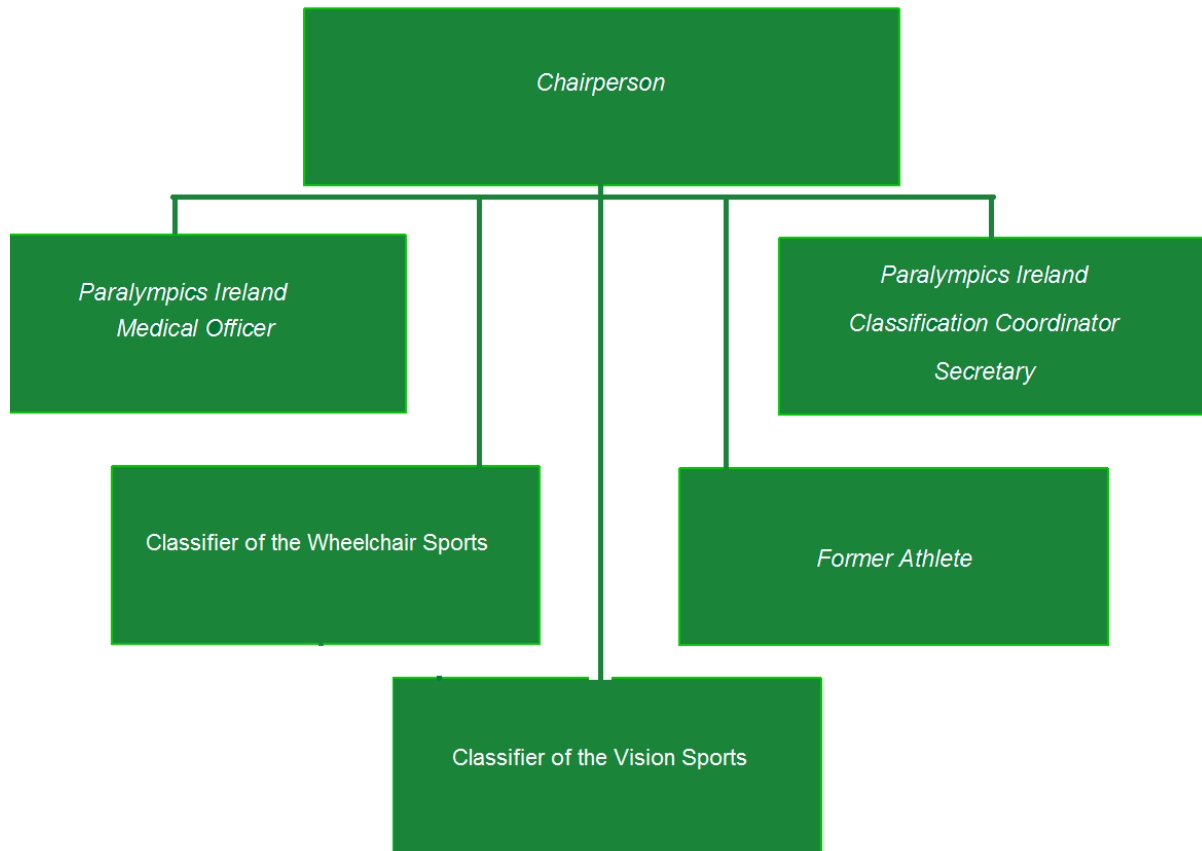 Chairperson
Paralympics Ireland
Medical Officer
Paralympics Ireland
Classification Coordinator
Secretary
Classifier of the Wheelchair Sports
Former Athlete
Classifier of the Vision Sports